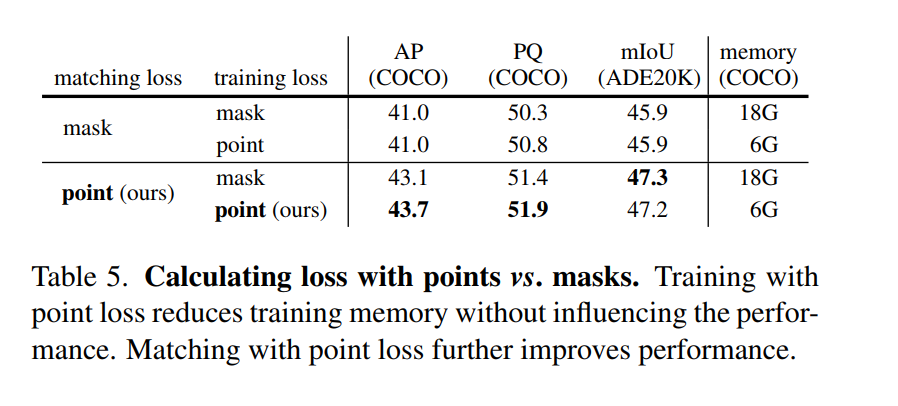 AP PQ mIoU memory
matching loss training loss (COCO) (COCO) (ADE20K) (COCO)
mask mask 41.0 50.3 45.9 18G
point 41.0 50.8 45.9 6G
point (ours) mask 43.1 51.4 47.3 18G
point (ours) 43.7 51.9 47.2 6G
Table 5. Calculating loss with points vs. masks. Training with
point loss reduces training memory without influencing the perfor-
mance. Matching with point loss further improves performance.